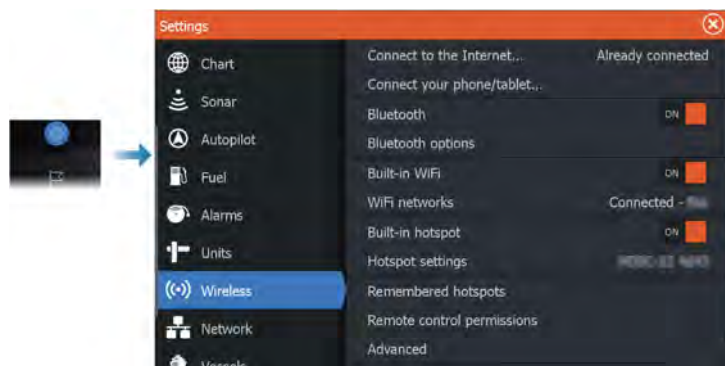 Settings
Chart
Sonar
Autopilot
Fuel
Alarms
Units
Wireless
Network
Vessels
Connect to the Internet... Already connected
Connect your phone/tablet...
Bluetooth ON
Bluetooth options
Built-in WiFi ON
WiFi networks Connected -
Built-in hotspot ON
Hotspot settings
Remembered hotspots
Remote control permissions
Advanced